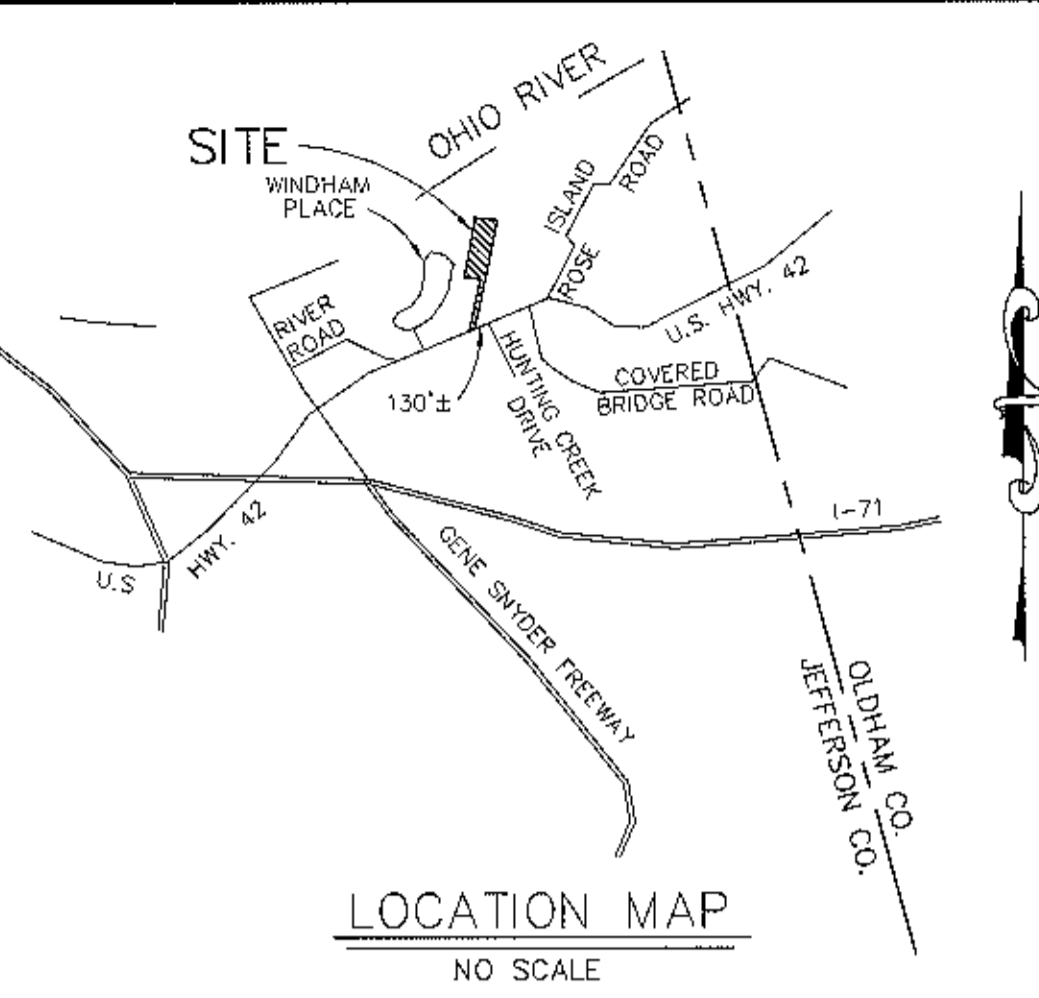 OHIO RIVER
SITE
WINDHAM
PLACE
ISLAND
ROAD
ROSE
RIVER
ROAD
U.S. HWY. 42
130'±
HUNTING CREEK
DRIVE
COVERED
BRIDGE ROAD
I-71
U.S
HWY. 42
GENE SNYDER FREEWAY
OLDHAM CO.
JEFFERSON CO.
LOCATION MAP
NO SCALE